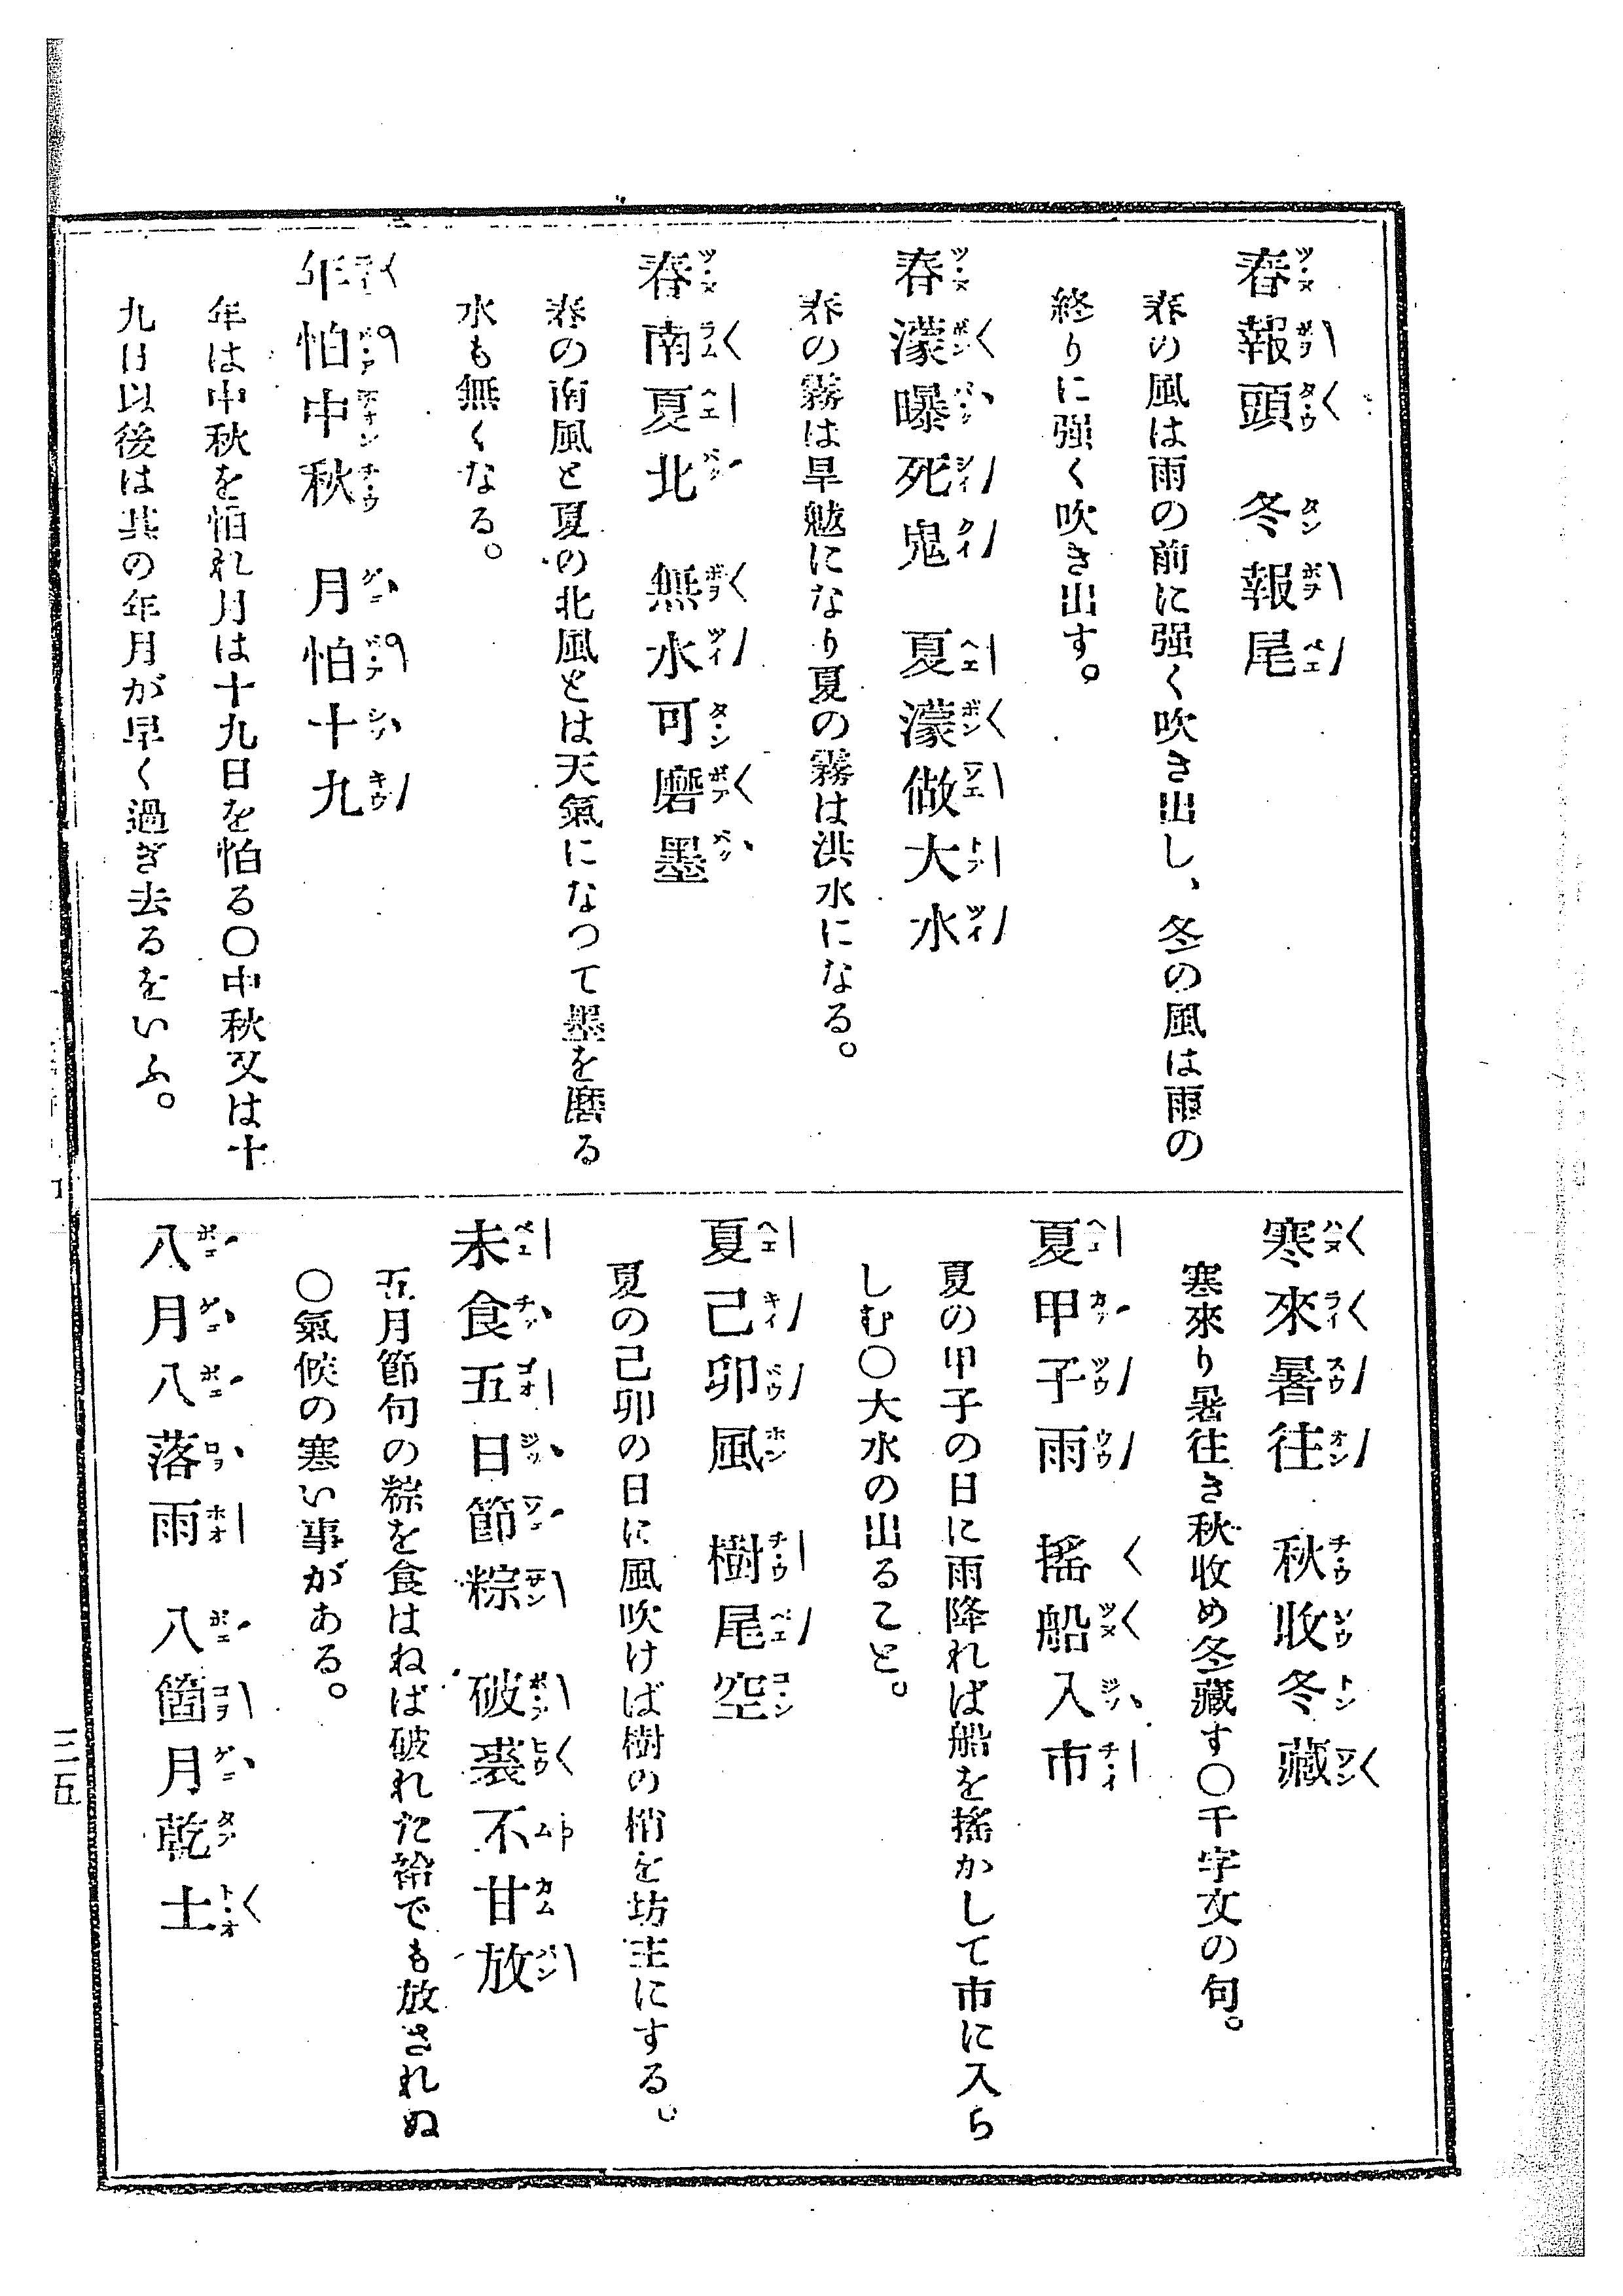 春報頭　冬報尾
春の風は雨の前に强く吹き出し、冬の風は雨の
終りに强く吹き出す。
春濛曝死鬼　夏濛做大水
春の霧は旱魃になり夏の霧は洪水になる。
春南夏北　無水可磨墨
春の南風と夏の北風とは天氣になつて墨を磨る
水も無くなる。
年怕中秋　月怕十九
年は中秋を怕れ月は十九日を怕る〇中秋又は十
九日以後は其の年月が早く過ぎ去るをいふ。
寒來暑往　秋收冬藏
寒來り暑往き秋收め冬藏す〇千字文の句。
夏甲子雨　搖船入市
夏の甲子の日に雨降れば船を搖かして市に入ら
しむ〇大水の出ること。
夏己卯風　樹尾空
夏の己卯の日に風吹けば樹の梢を坊主にする。
未食五日節粽　破裘不甘放
五月節句の粽を食はねば破れた裕でも放されぬ
〇氣候の寒い事がある。
八月八落雨　八箇月乾土
三五